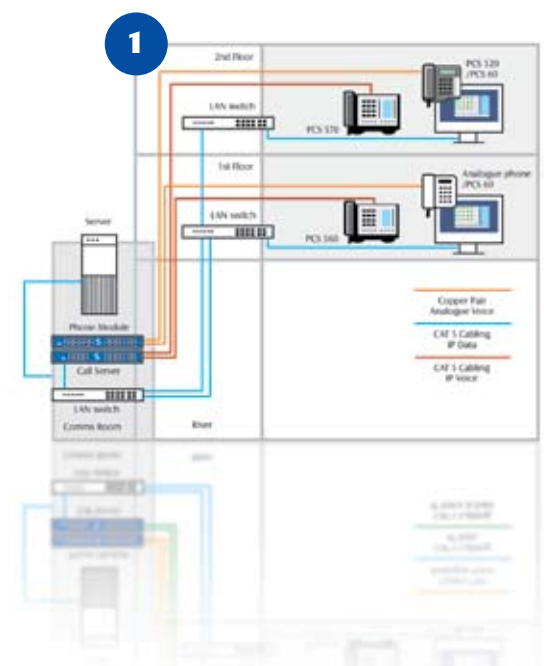 1
2nd Floor
PCS 520
/PCS 60
LAN switch
PCS 570
1st Floor
Analogue phone
/PCS 60
LAN switch
PCS 560
Server
Copper Pair
Analogue Voice
Phone Module
CAT 5 Cabling
IP Data
Call Server
CAT 5 Cabling
IP Voice
LAN switch
Comms Room
River